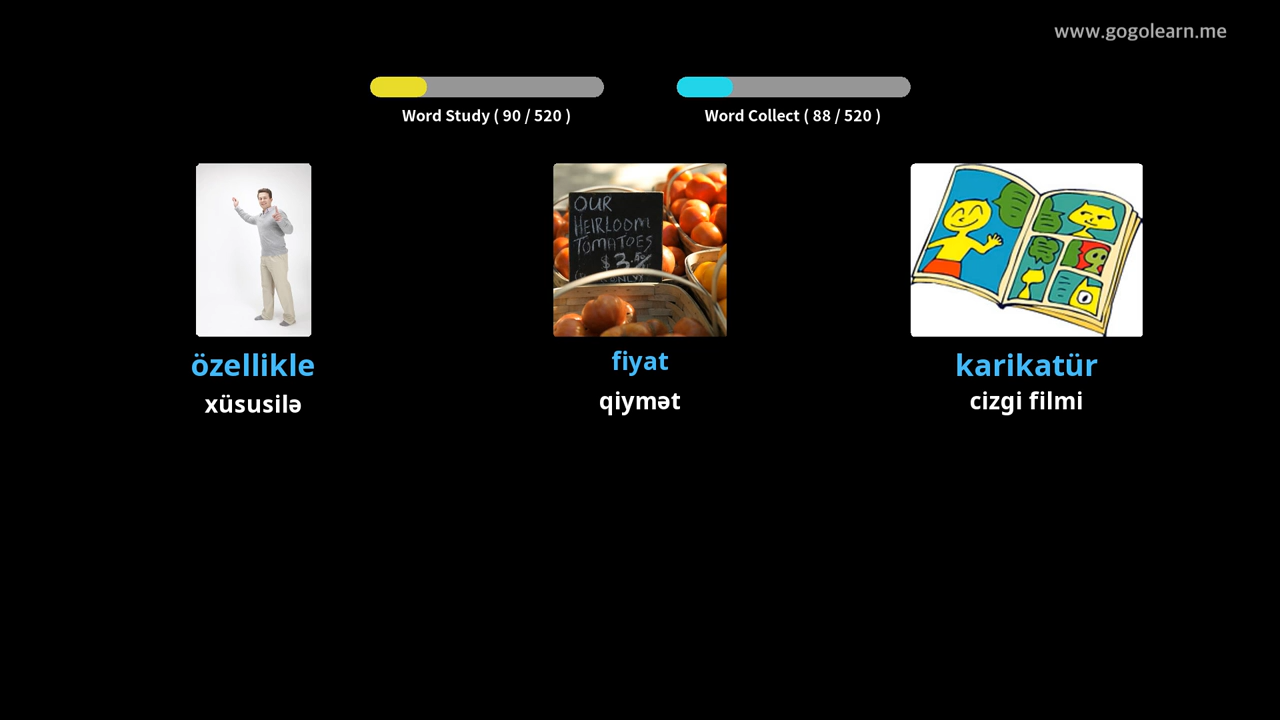 www.gogolearn.me
Word Study ( 90 / 520 )
Word Collect ( 88 / 520 )
OUR
HEIRLOOM
TOMATOES
özellikle
fiyat
karikatür
xüsusilə
qiymət
cizgi filmi